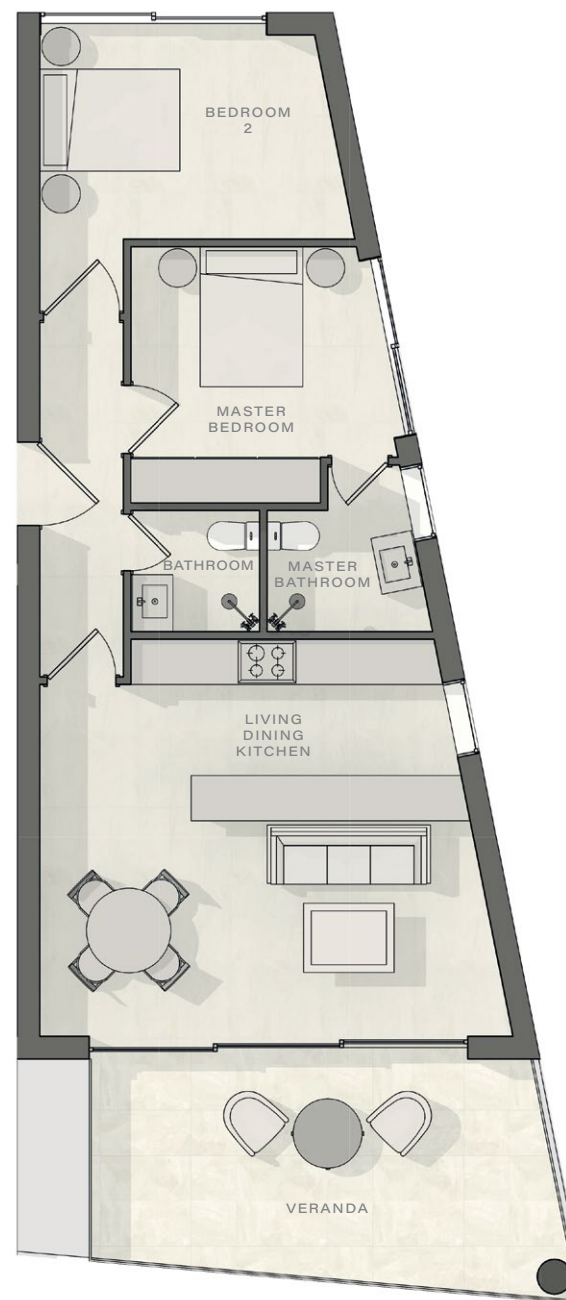 BEDROOM
2
MASTER
BEDROOM
BATHROOM
MASTER
BATHROOM
LIVING
DINING
KITCHEN
VERANDA